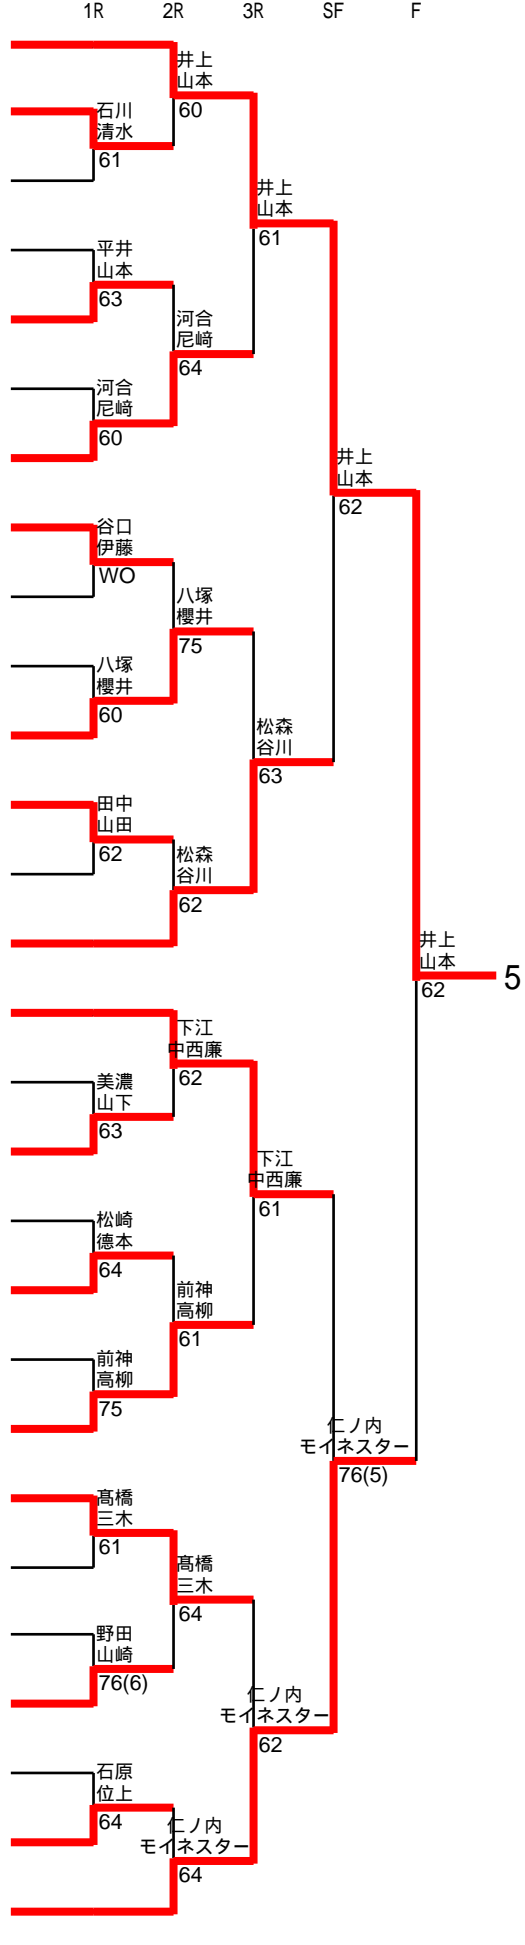 1R 2R 3R SF F
井上
山本
60
石川
清水
61
井上
山本
61
平井
山本
63
河合
尼﨑
64
河合
尼﨑
60
井上
山本
62
谷口
伊藤
WO
八塚
櫻井
75
八塚
櫻井
60
松森
谷川
63
田中
山田
62
松森
谷川
62
井上
山本
62
5
下江
中西廉
62
美濃
山下
63
下江
中西廉
61
松崎
德本
64
前神
高柳
61
前神
高柳
75
仁ノ内
モイネスター
76(5)
髙橋
三木
61
髙橋
三木
64
野田
山崎
76(6)
仁ノ内
モイネスター
62
石原
位上
64
仁ノ内
モイネスター
64